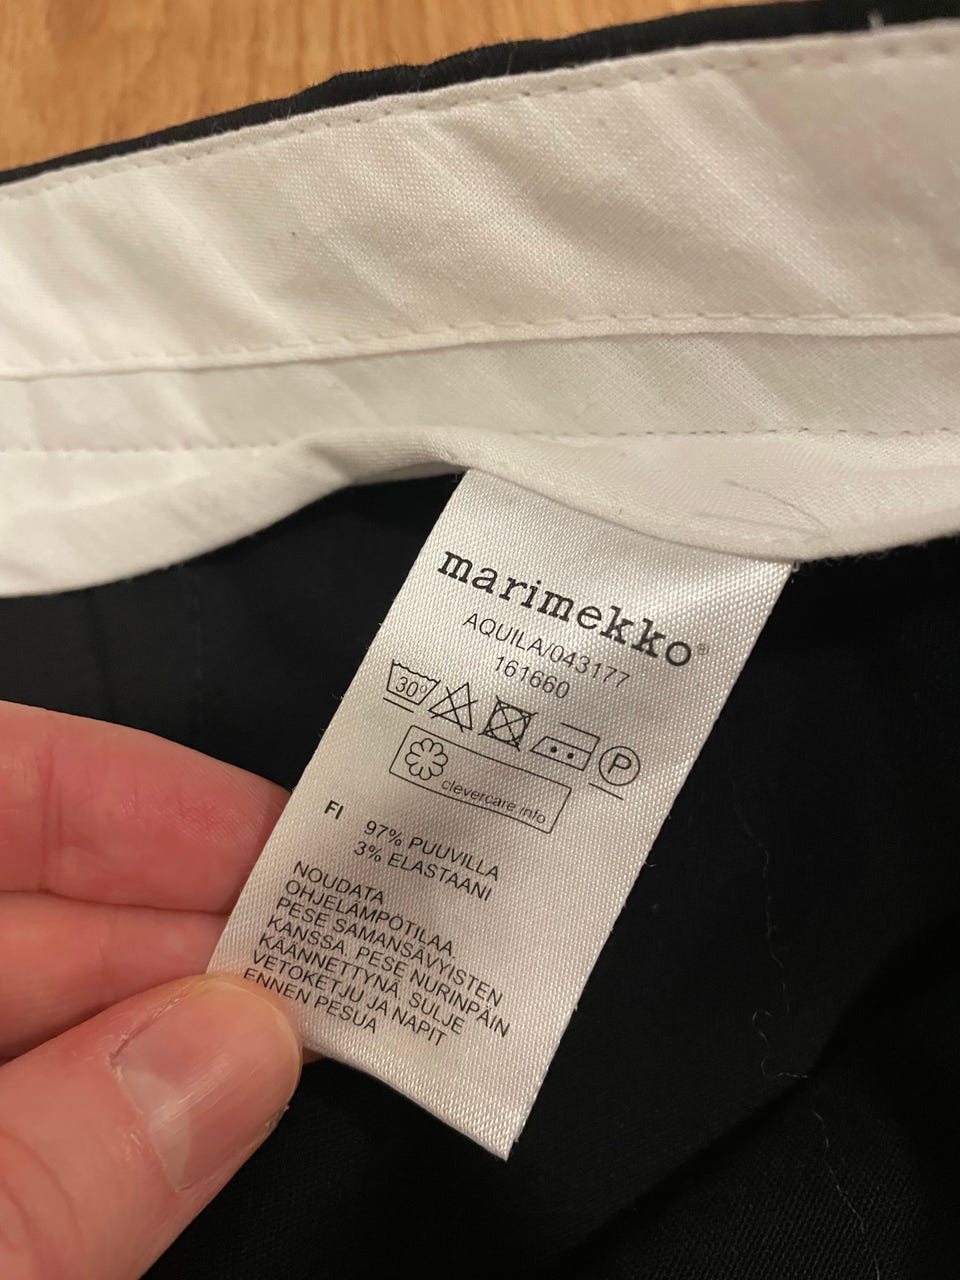 marimekko®
AQUILA/043177
161660
30°
P
clevercare.info
FI
97% PUUVILLA
3% ELASTAANI
NOUDATA
OHJELÄMPÖTILAA.
PESE SAMANSÄVYISTEN
KANSSA. PESE NURINPÄIN
KÄÄNNETTYNÄ. SULJE
VETOKETJU JA NAPIT
ENNEN PESUA